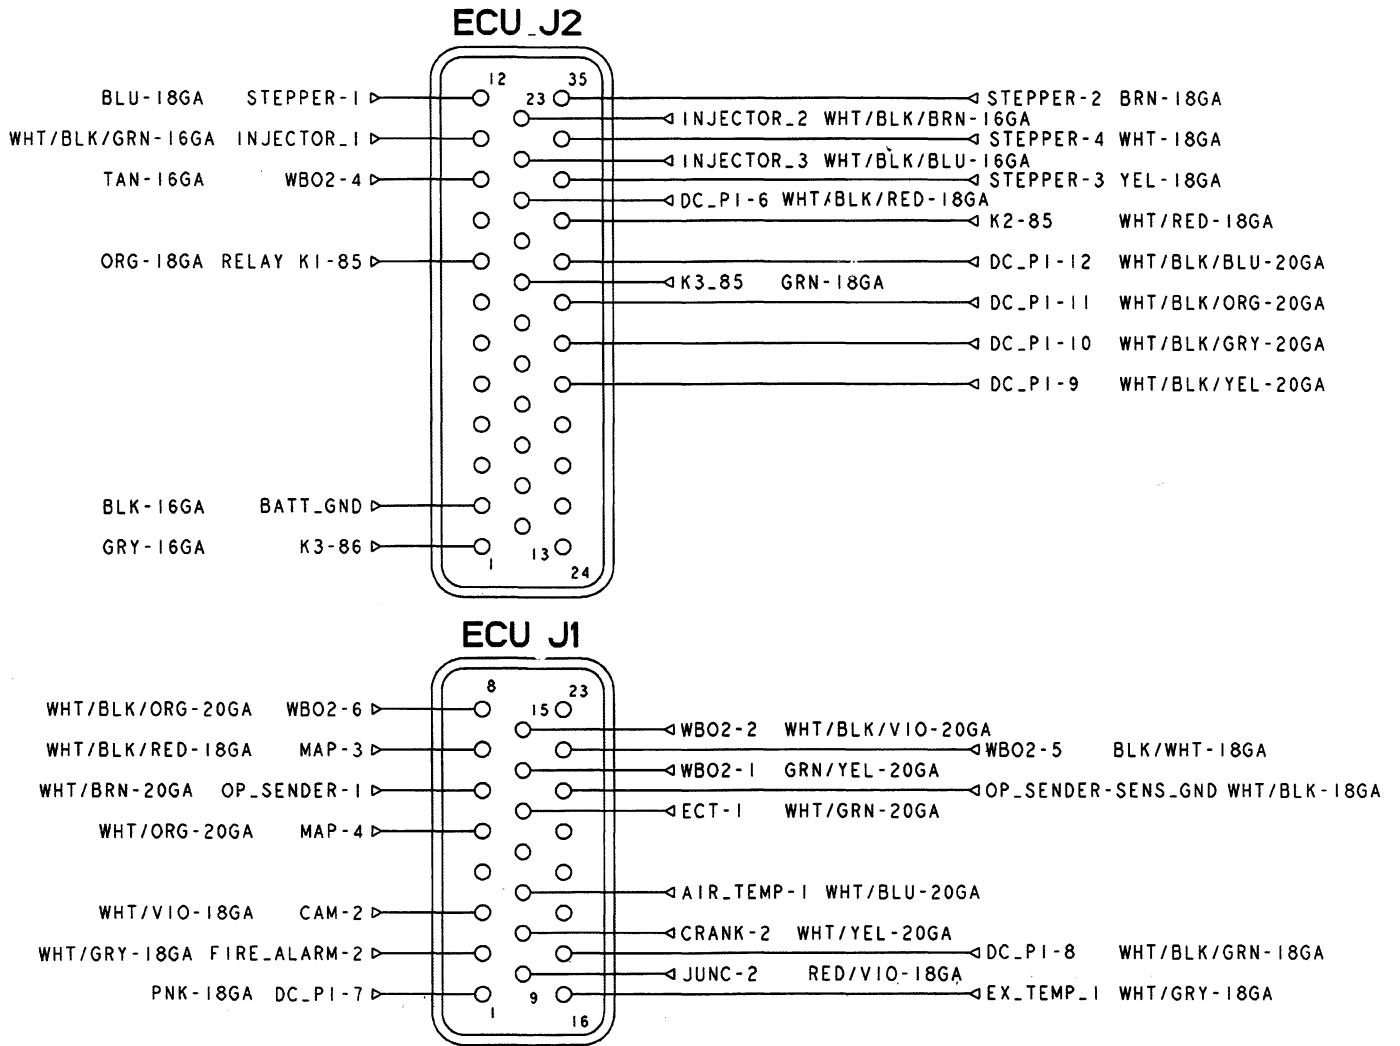 ECU_J2
12 35
BLU-18GA STEPPER-1 23 STEPPER-2 BRN-18GA
INJECTOR_2 WHT/BLK/BRN-16GA
WHT/BLK/GRN-16GA INJECTOR_1 STEPPER-4 WHT-18GA
INJECTOR_3 WHT/BLK/BLU-16GA
TAN-16GA WBO2-4 STEPPER-3 YEL-18GA
DC_P1-6 WHT/BLK/RED-18GA
K2-85 WHT/RED-18GA
ORG-18GA RELAY K1-85 DC_P1-12 WHT/BLK/BLU-20GA
K3_85 GRN-18GA
DC_P1-11 WHT/BLK/ORG-20GA
DC_P1-10 WHT/BLK/GRY-20GA
DC_P1-9 WHT/BLK/YEL-20GA
BLK-16GA BATT_GND
GRY-16GA K3-86 13
1 24
ECU J1
8 23
WHT/BLK/ORG-20GA WBO2-6 15
WBO2-2 WHT/BLK/VIO-20GA
WHT/BLK/RED-18GA MAP-3 WBO2-5 BLK/WHT-18GA
WBO2-1 GRN/YEL-20GA
WHT/BRN-20GA OP_SENDER-1 OP_SENDER-SENS_GND WHT/BLK-18GA
ECT-1 WHT/GRN-20GA
WHT/ORG-20GA MAP-4
AIR_TEMP-1 WHT/BLU-20GA
WHT/VIO-18GA CAM-2
CRANK-2 WHT/YEL-20GA
WHT/GRY-18GA FIRE_ALARM-2 DC_P1-8 WHT/BLK/GRN-18GA
JUNC-2 RED/VIO-18GA
PNK-18GA DC_P1-7 9 EX_TEMP_1 WHT/GRY-18GA
1 16